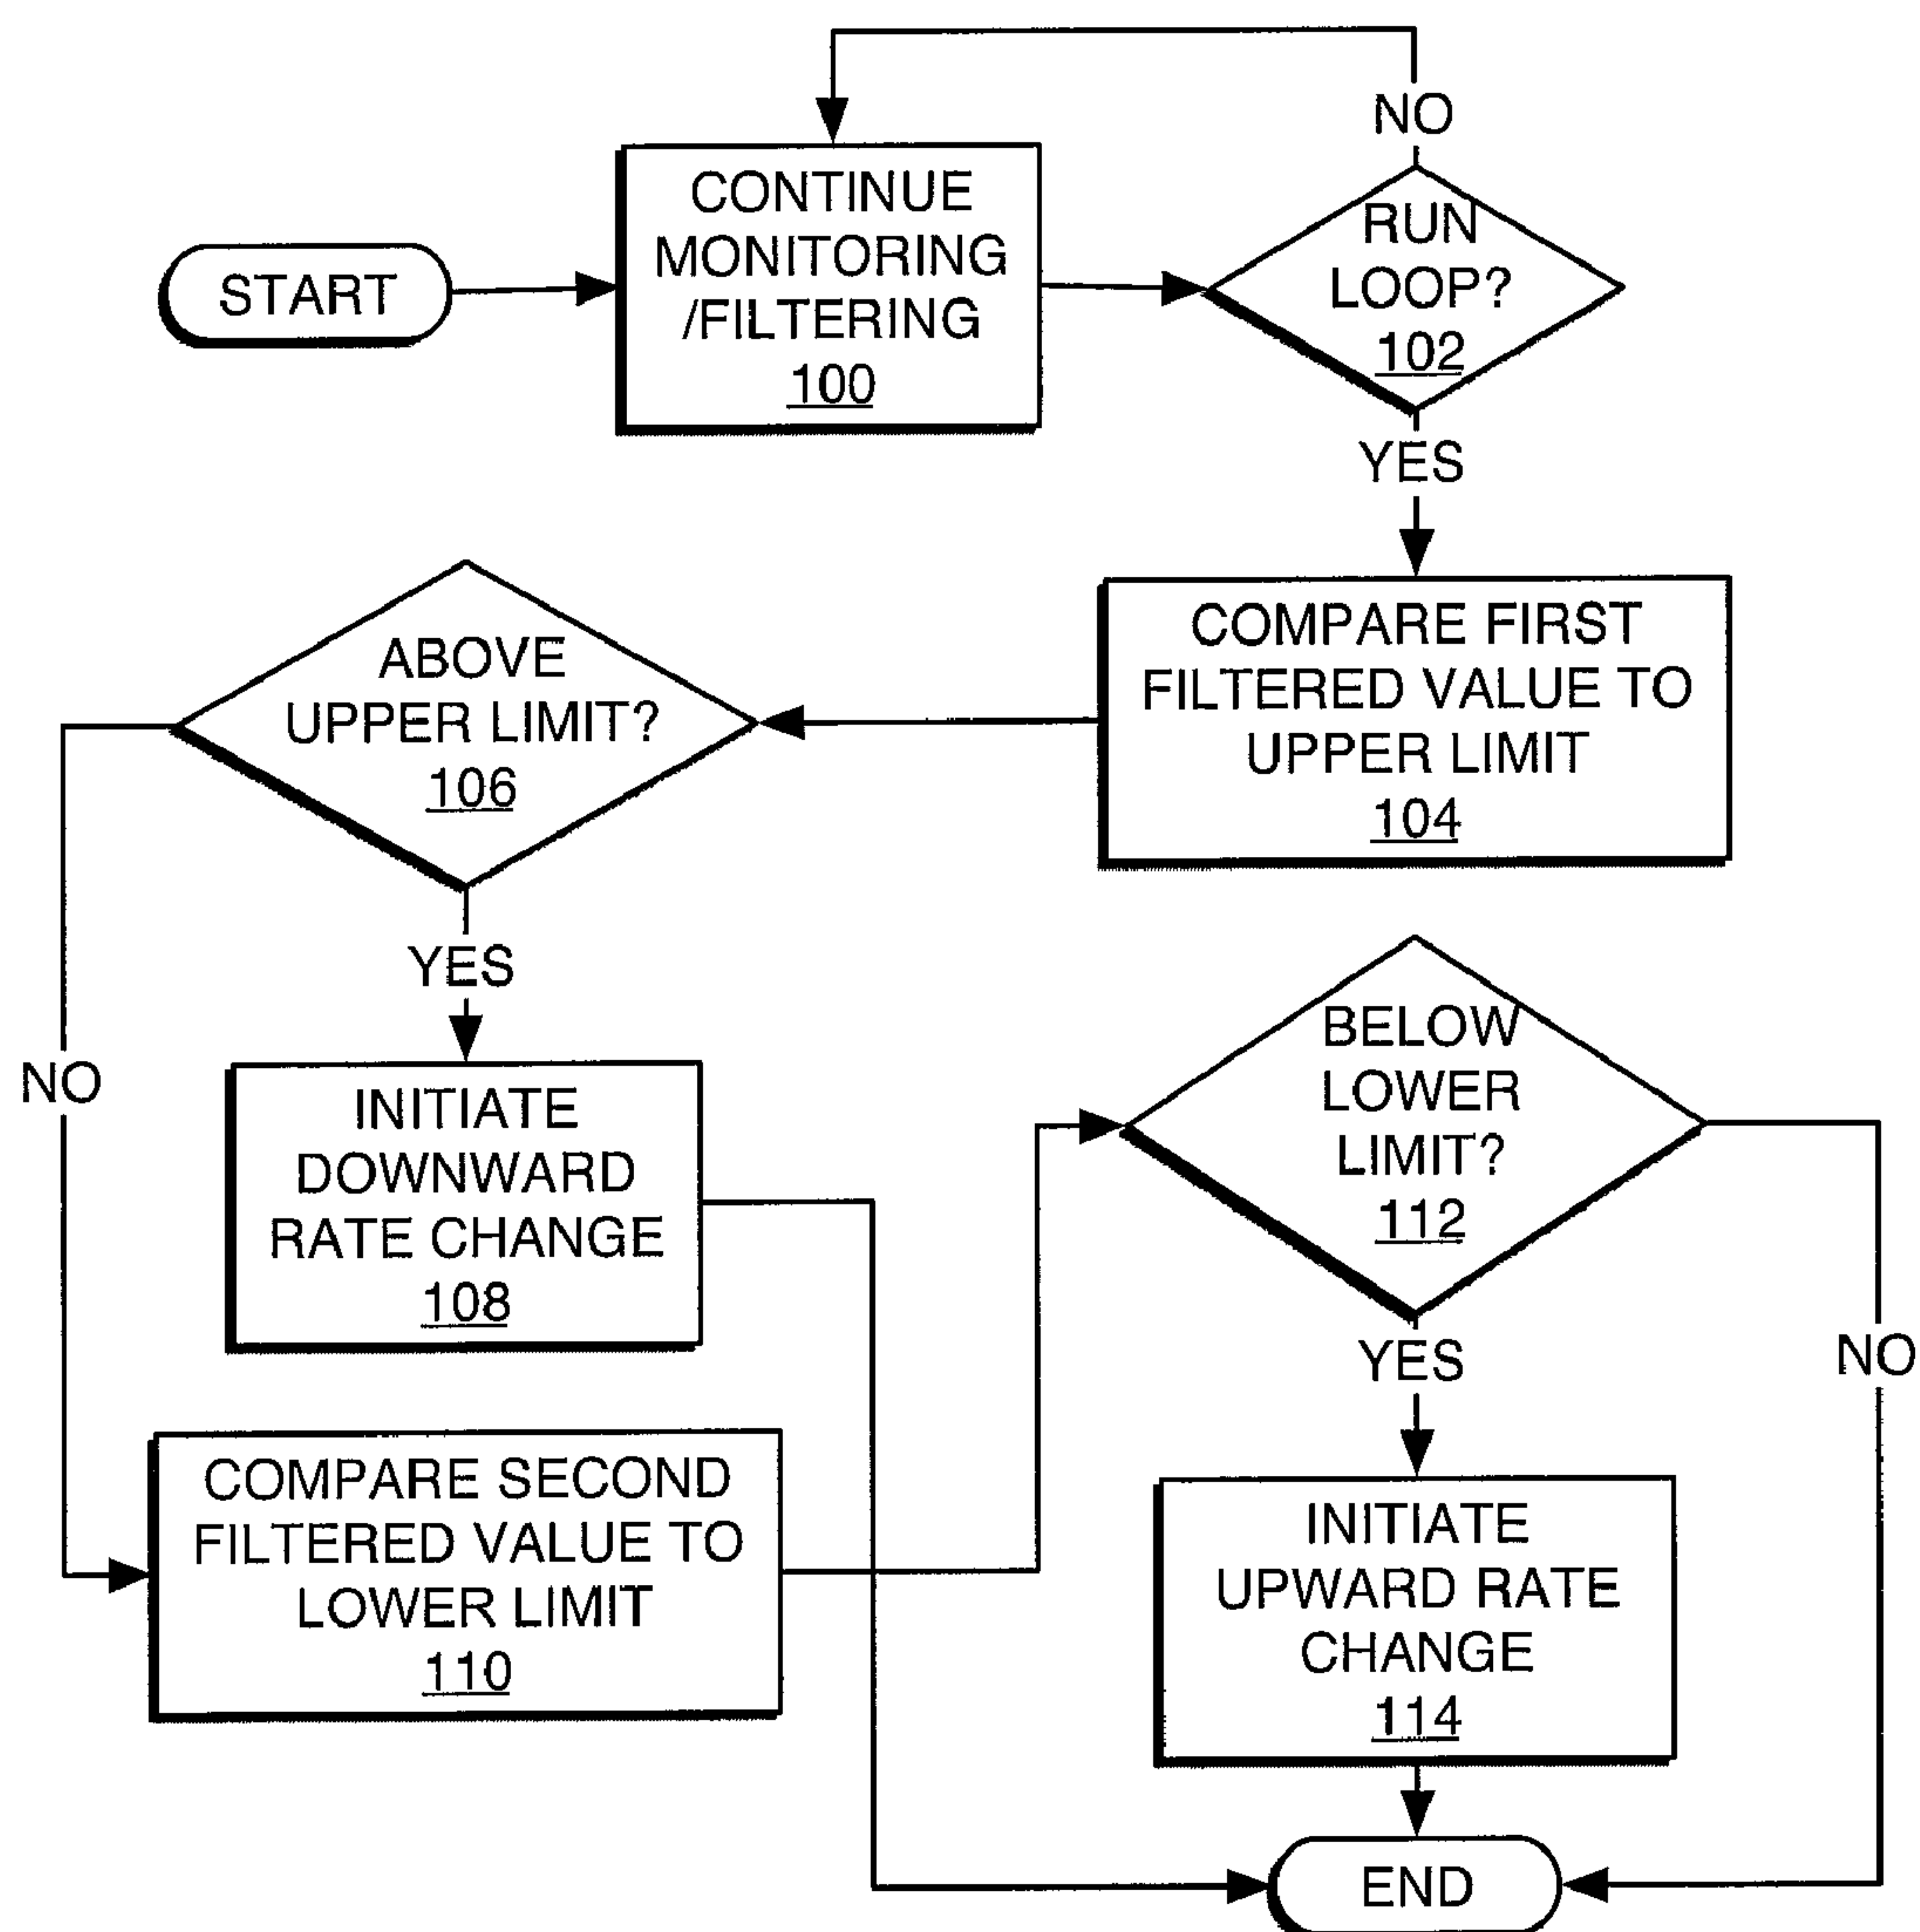 START
CONTINUE
MONITORING
/FILTERING
100
NO
RUN
LOOP?
102
YES
COMPARE FIRST
FILTERED VALUE TO
UPPER LIMIT
104
ABOVE
UPPER LIMIT?
106
YES
NO
INITIATE
DOWNWARD
RATE CHANGE
108
COMPARE SECOND
FILTERED VALUE TO
LOWER LIMIT
110
BELOW
LOWER
LIMIT?
112
YES
NO
INITIATE
UPWARD RATE
CHANGE
114
END